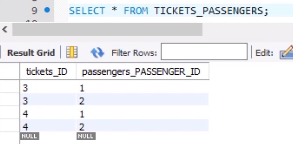 9 SELECT * FROM TICKETS_PASSENGERS;
Result Grid Filter Rows: Edit:
tickets_ID passengers_PASSENGER_ID
3 1
3 2
4 1
4 2
NULL NULL